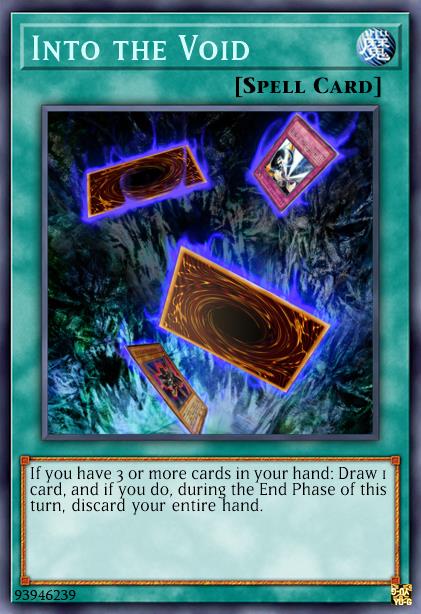 Into the Void
魔
[Spell Card]
If you have 3 or more cards in your hand: Draw 1
card, and if you do, during the End Phase of this
turn, discard your entire hand.
93946239